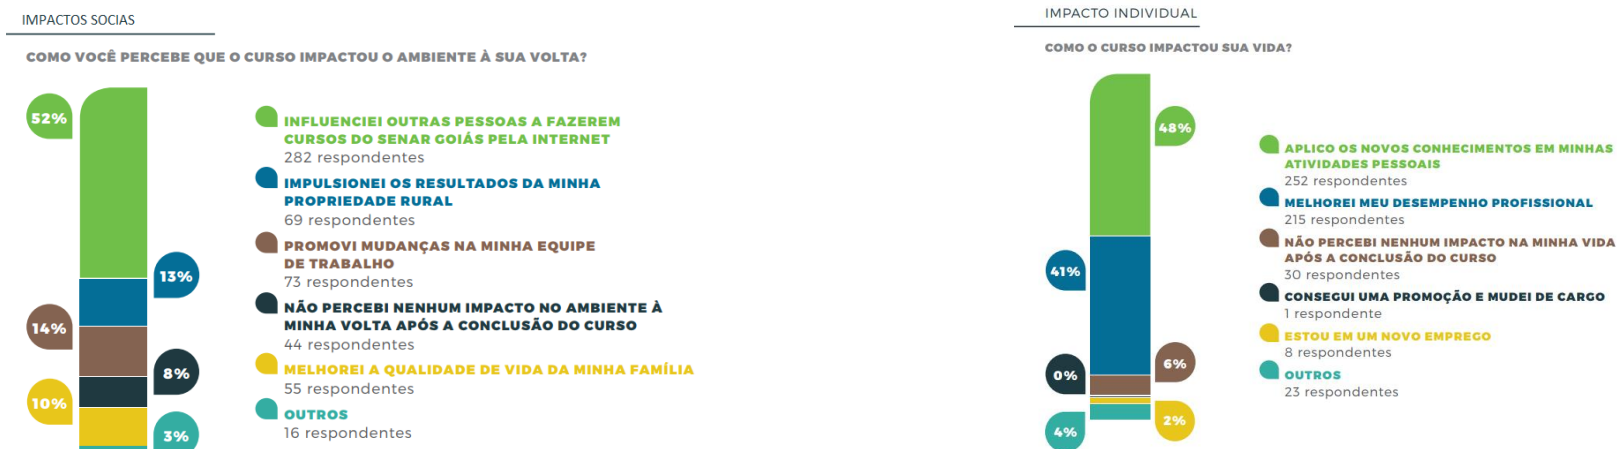 IMPACTOS SOCIAS
COMO VOCÊ PERCEBE QUE O CURSO IMPACTOU O AMBIENTE À SUA VOLTA?
52%
13%
14%
8%
10%
3%
INFLUENCIEI OUTRAS PESSOAS A FAZEREM
CURSOS DO SENAR GOIÁS PELA INTERNET
282 respondentes
IMPULSIONEI OS RESULTADOS DA MINHA
PROPRIEDADE RURAL
69 respondentes
PROMOVI MUDANÇAS NA MINHA EQUIPE
DE TRABALHO
73 respondentes
NÃO PERCEBI NENHUM IMPACTO NO AMBIENTE À
MINHA VOLTA APÓS A CONCLUSÃO DO CURSO
44 respondentes
MELHOREI A QUALIDADE DE VIDA DA MINHA FAMÍLIA
55 respondentes
OUTROS
16 respondentes
IMPACTO INDIVIDUAL
COMO O CURSO IMPACTOU SUA VIDA?
48%
41%
6%
0%
2%
4%
APLICO OS NOVOS CONHECIMENTOS EM MINHAS
ATIVIDADES PESSOAIS
252 respondentes
MELHOREI MEU DESEMPENHO PROFISSIONAL
215 respondentes
NÃO PERCEBI NENHUM IMPACTO NA MINHA VIDA
APÓS A CONCLUSÃO DO CURSO
30 respondentes
CONSEGUI UMA PROMOÇÃO E MUDEI DE CARGO
1 respondente
ESTOU EM UM NOVO EMPREGO
8 respondentes
OUTROS
23 respondentes